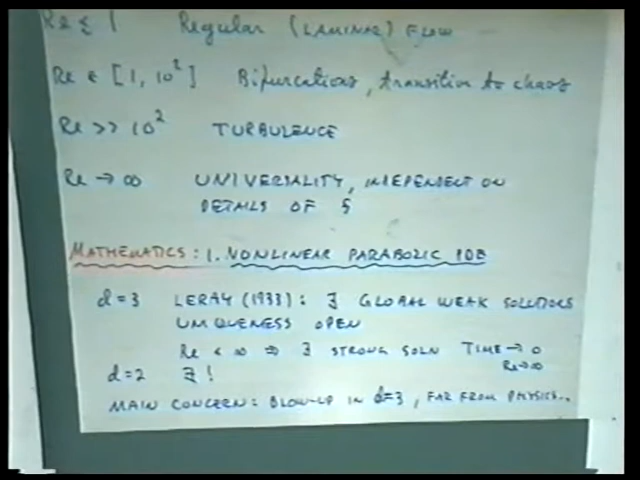 Re ≲ 1 Regular (LAMINAR) FLOW
Re ∈ [1, 10²] Bifurcations, transition to chaos
Re >> 10² TURBULENCE
Re → ∞ UNIVERSALITY, INDEPENDENT ON
DETAILS OF f
MATHEMATICS: 1. NONLINEAR PARABOLIC PDE
d=3 LERAY (1933): ∃ GLOBAL WEAK SOLUTIONS
UNIQUENESS OPEN
Re < ∞ ⇒ ∃ STRONG SOLN TIME → 0
Re→∞
d=2 ∃!
MAIN CONCERN: BLOW-UP IN d=3, FAR FROM PHYSICS..